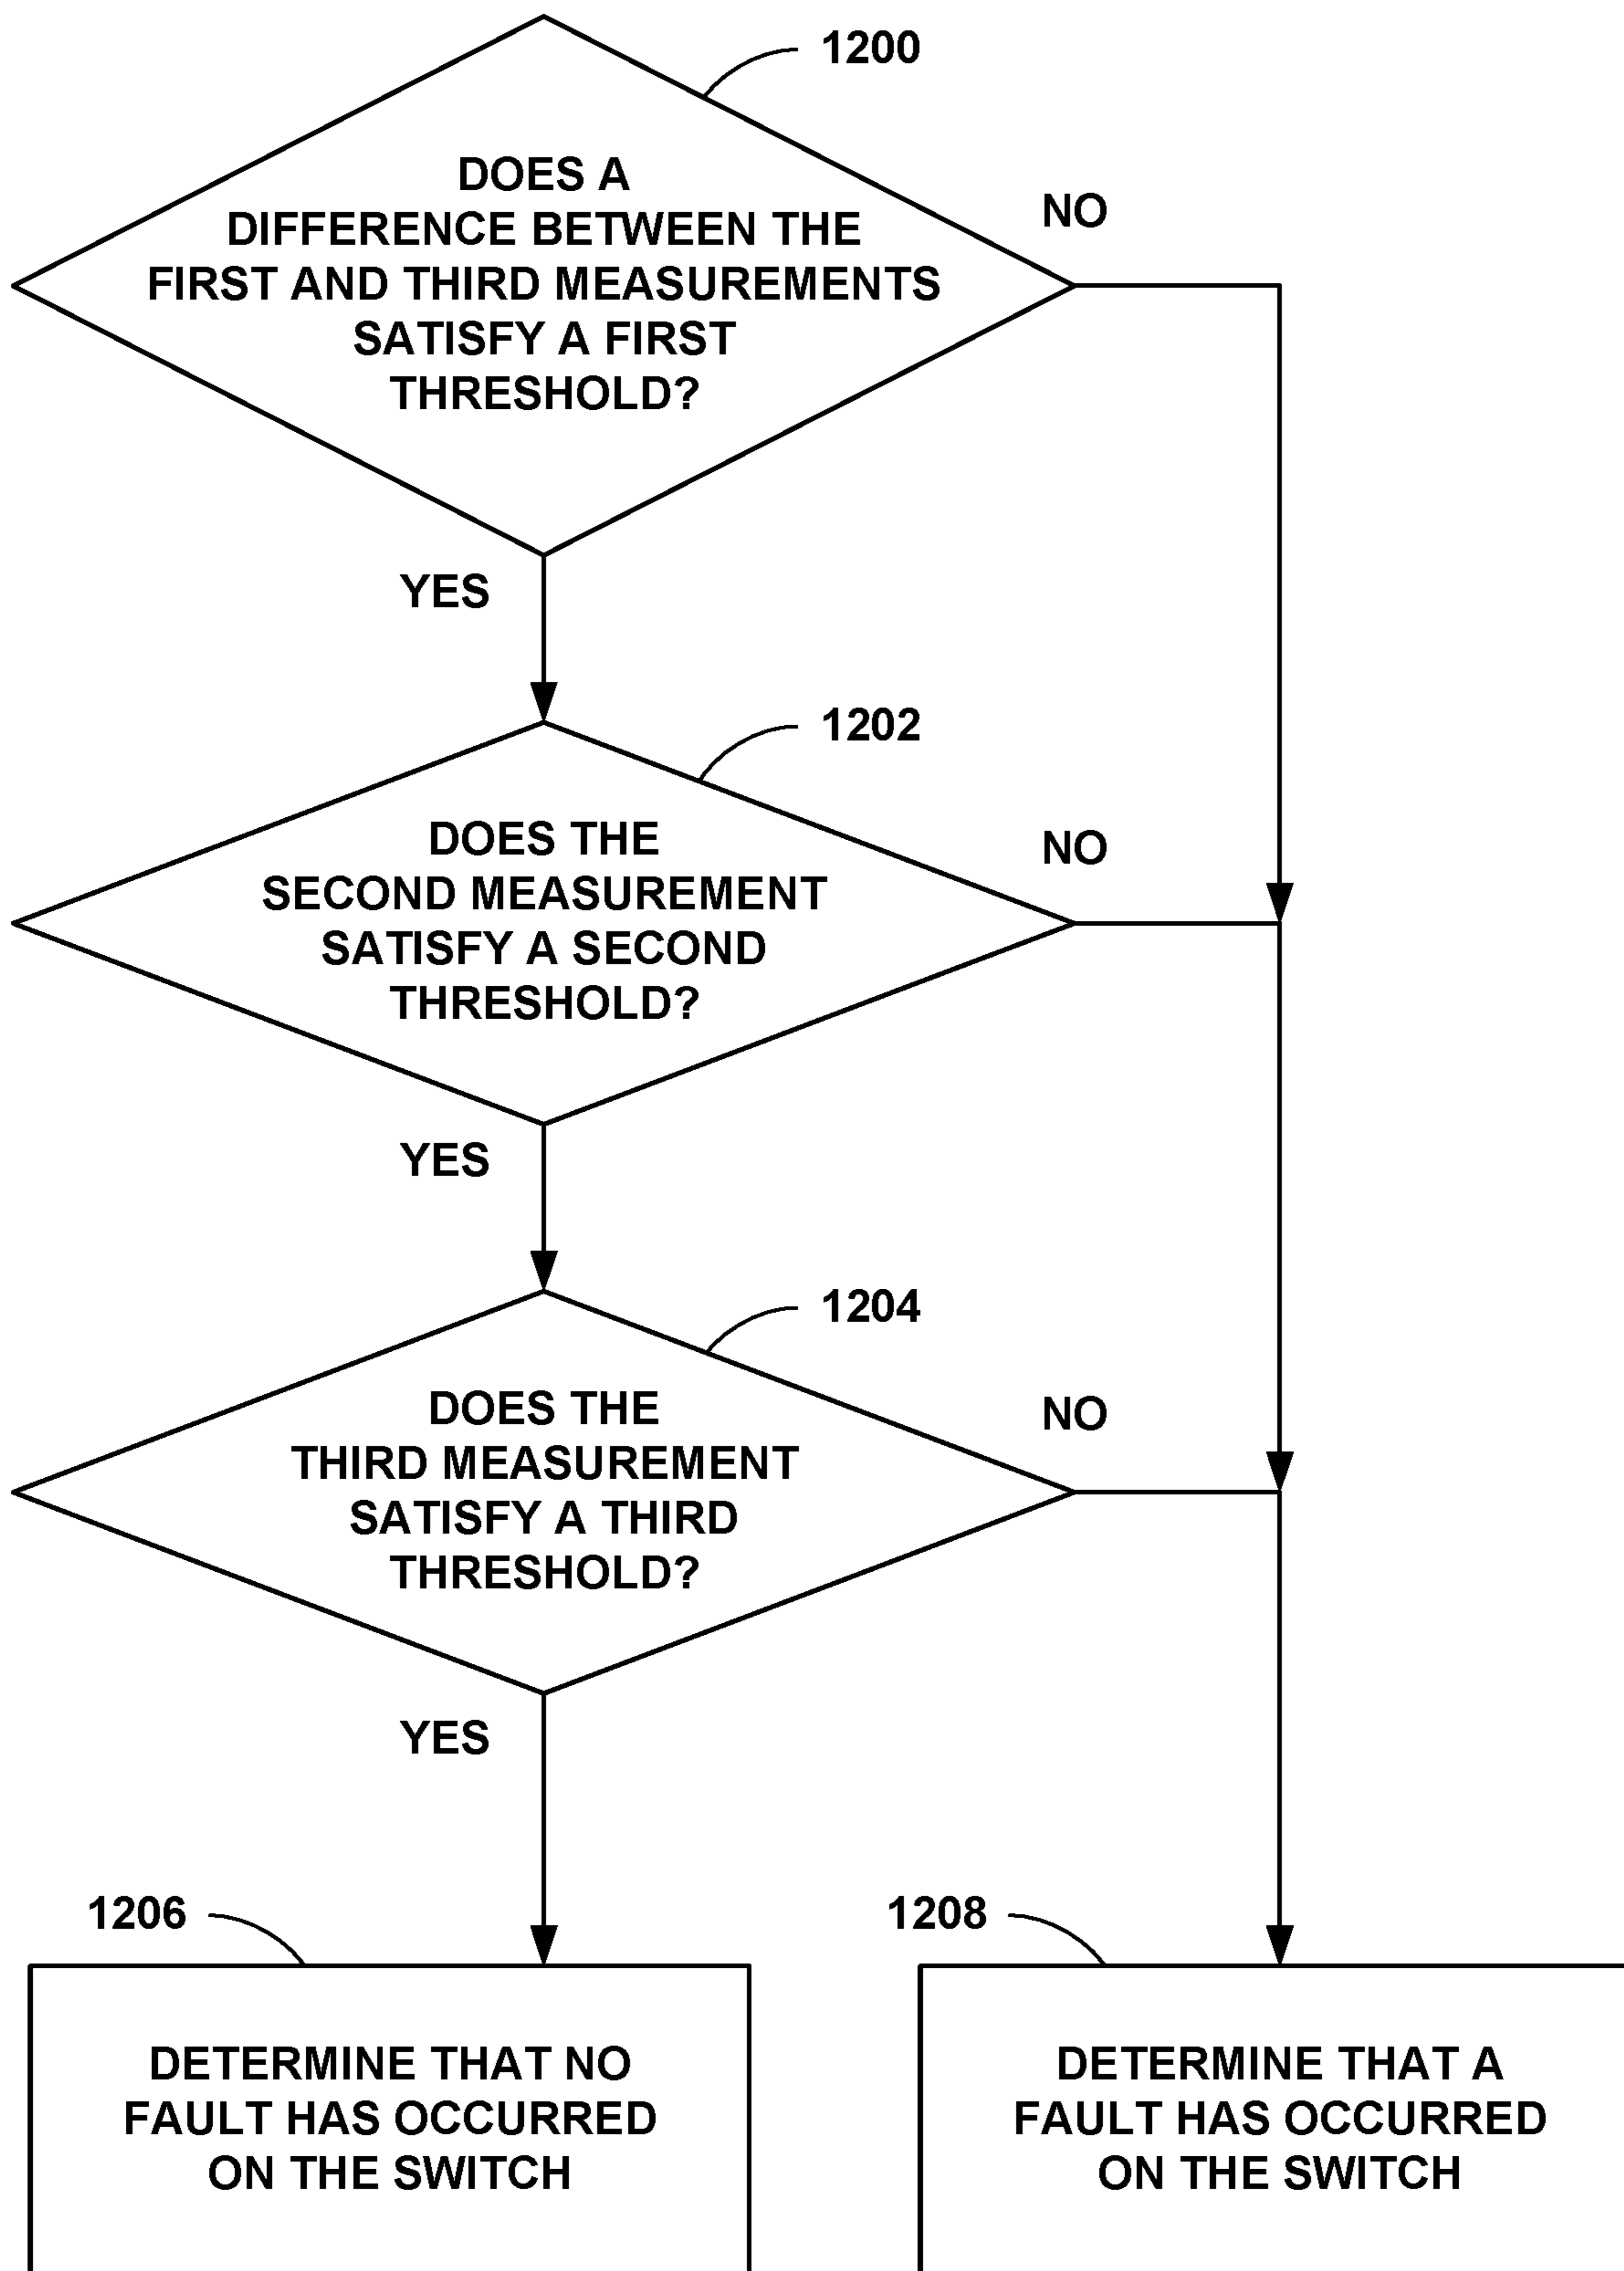 1200
DOES A
DIFFERENCE BETWEEN THE
FIRST AND THIRD MEASUREMENTS
SATISFY A FIRST
THRESHOLD?
NO
YES
1202
DOES THE
SECOND MEASUREMENT
SATISFY A SECOND
THRESHOLD?
NO
YES
1204
DOES THE
THIRD MEASUREMENT
SATISFY A THIRD
THRESHOLD?
NO
YES
1206
DETERMINE THAT NO
FAULT HAS OCCURRED
ON THE SWITCH
1208
DETERMINE THAT A
FAULT HAS OCCURRED
ON THE SWITCH